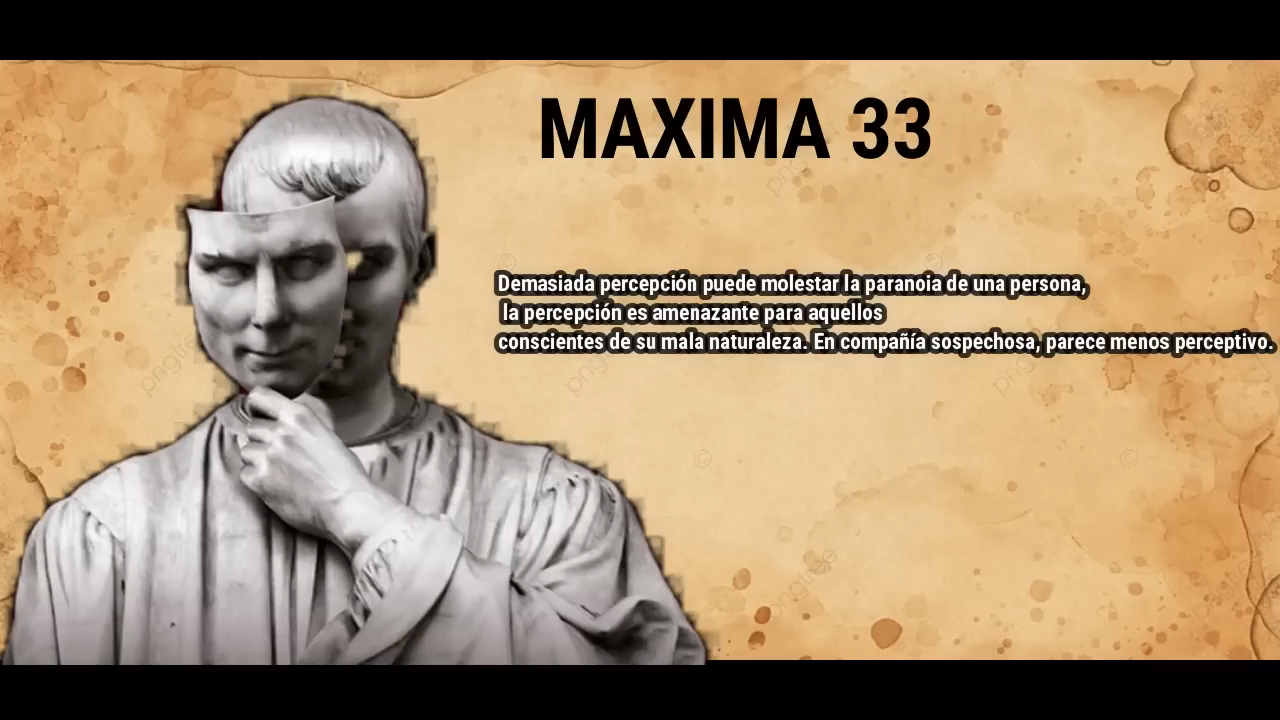 MAXIMA 33
Demasiada percepción puede molestar la paranoia de una persona,
la percepción es amenazante para aquellos
conscientes de su mala naturaleza. En compañía sospechosa, parece menos perceptivo.
pngtree